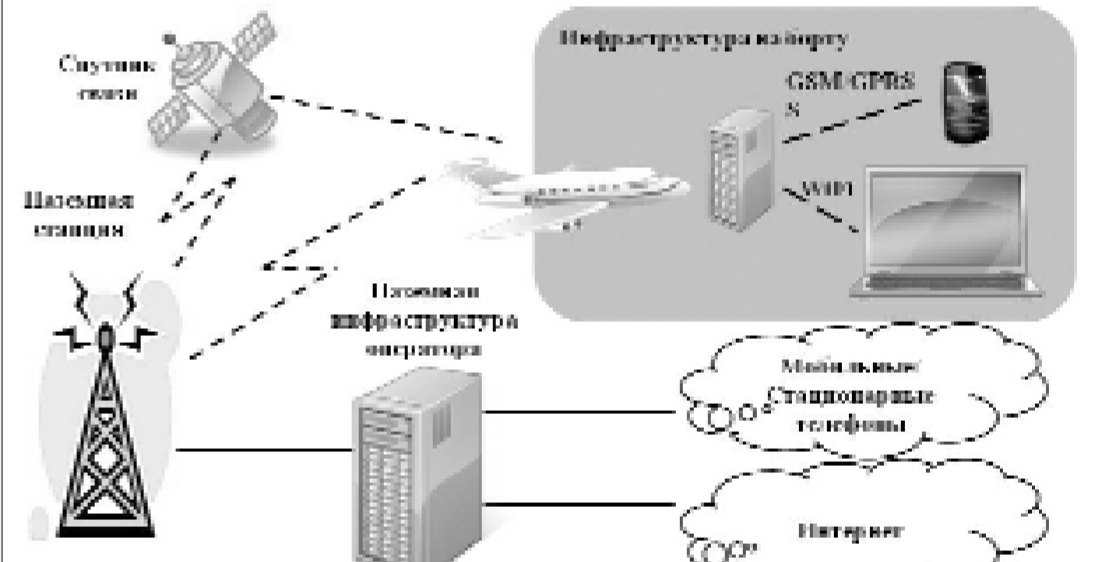 Спутник
связи
Инфраструктура на борту
GSM/GPRS
S
WIFI
Наземная
станция
Наземная
инфраструктура
оператора
Мобильные/
Стационарные
телефоны
Интернет